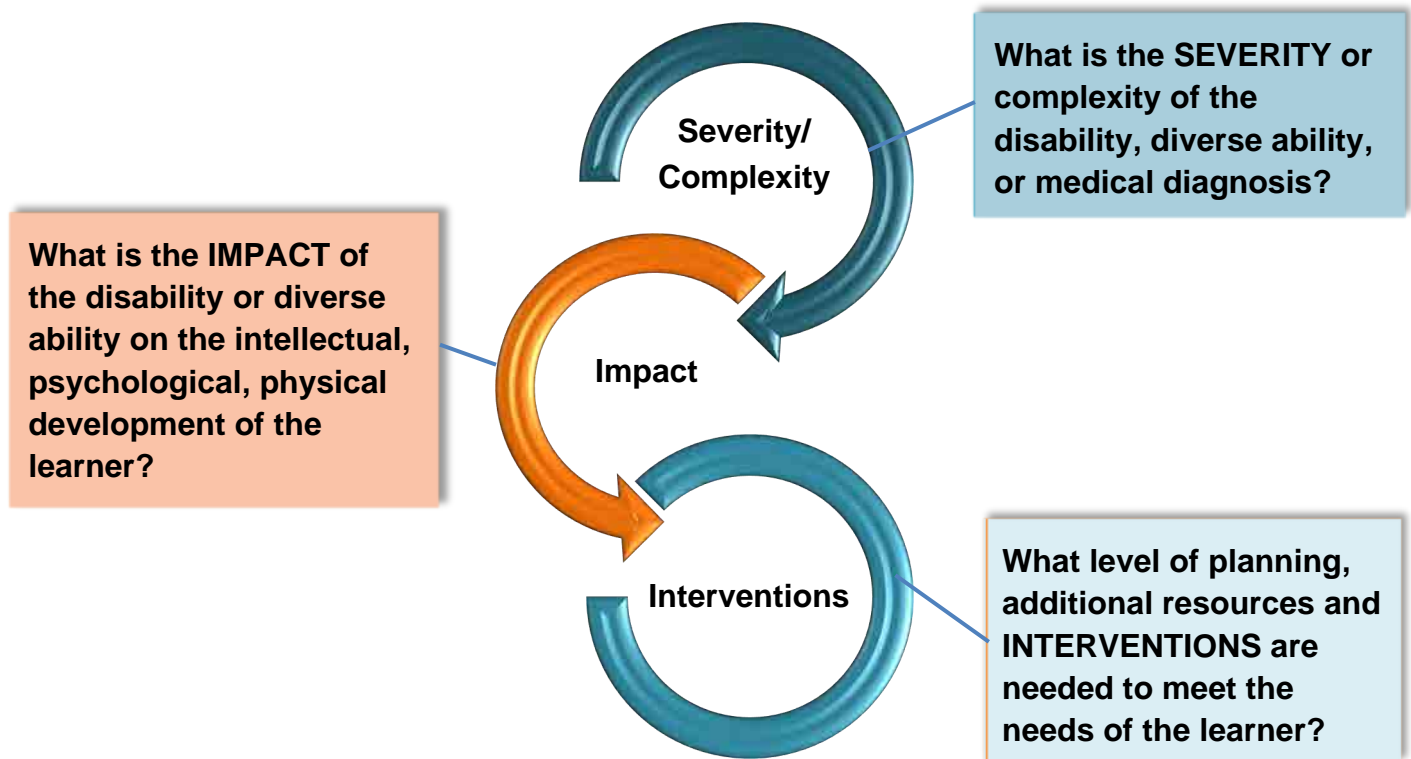 What is the SEVERITY or
complexity of the
disability, diverse ability,
or medical diagnosis?
Severity/
Complexity
What is the IMPACT of
the disability or diverse
ability on the intellectual,
psychological, physical
development of the
learner?
Impact
Interventions
What level of planning,
additional resources and
INTERVENTIONS are
needed to meet the
needs of the learner?